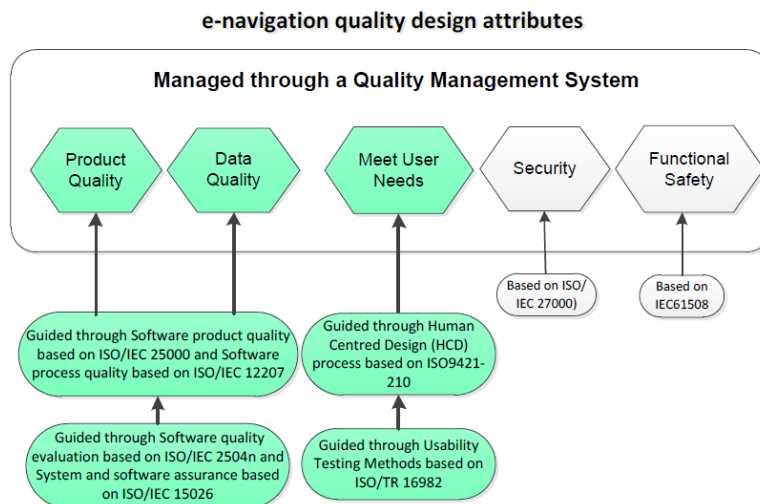 e-navigation quality design attributes
Managed through a Quality Management System
Product
Quality
Data
Quality
Meet User
Needs
Security
Functional
Safety
Based on ISO/
IEC 27000)
Based on
IEC61508
Guided through Software product quality
based on ISO/IEC 25000 and Software
process quality based on ISO/IEC 12207
Guided through Human
Centred Design (HCD)
process based on ISO9421-
210
Guided through Software quality
evaluation based on ISO/IEC 2504n and
System and software assurance based
on ISO/IEC 15026
Guided through Usability
Testing Methods based on
ISO/TR 16982